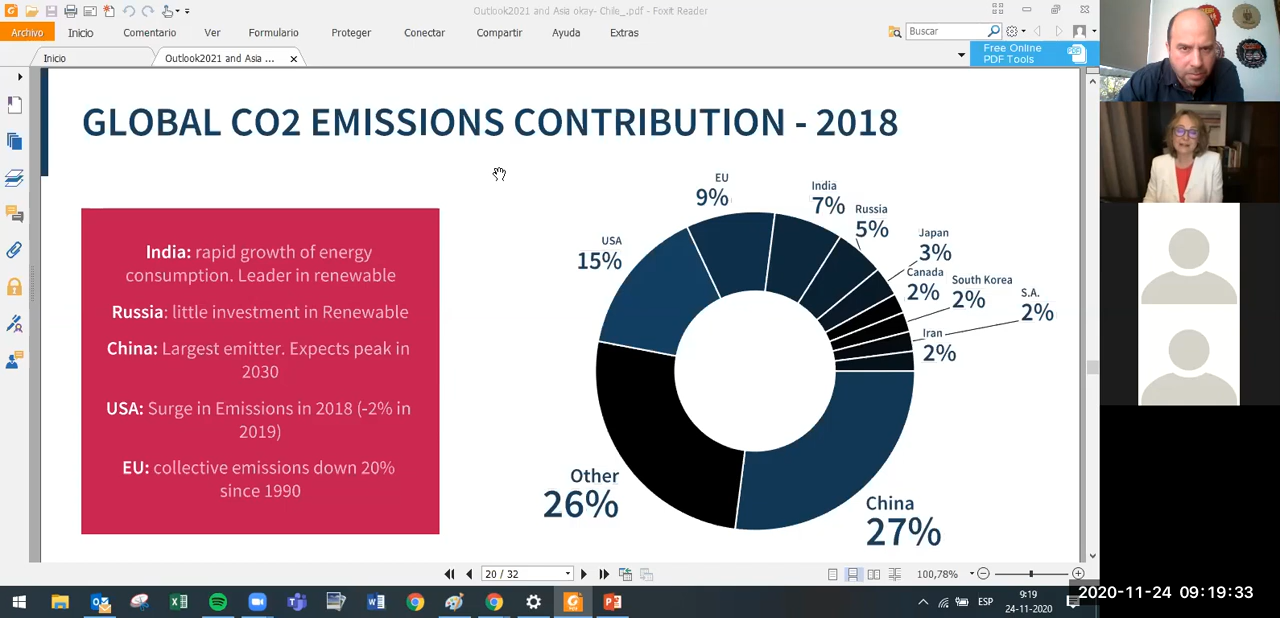 Outlook2021 and Asia okay- Chile_.pdf - Foxit Reader
Archivo Inicio Comentario Ver Formulario Proteger Conectar Compartir Ayuda Extras
Buscar
Inicio
Outlook2021 and Asia ...
Free Online
PDF Tools
GLOBAL CO2 EMISSIONS CONTRIBUTION - 2018
India: rapid growth of energy
consumption. Leader in renewable
Russia: little investment in Renewable
China: Largest emitter. Expects peak in
2030
USA: Surge in Emissions in 2018 (-2% in
2019)
EU: collective emissions down 20%
since 1990
EU
9%
India
7%
Russia
5%
Japan
3%
Canada
2%
South Korea
2%
S.A.
2%
Iran
2%
USA
15%
Other
26%
China
27%
20 / 32
100,78%
ESP
9:19
24-11-2020
2020-11-24 09:19:33